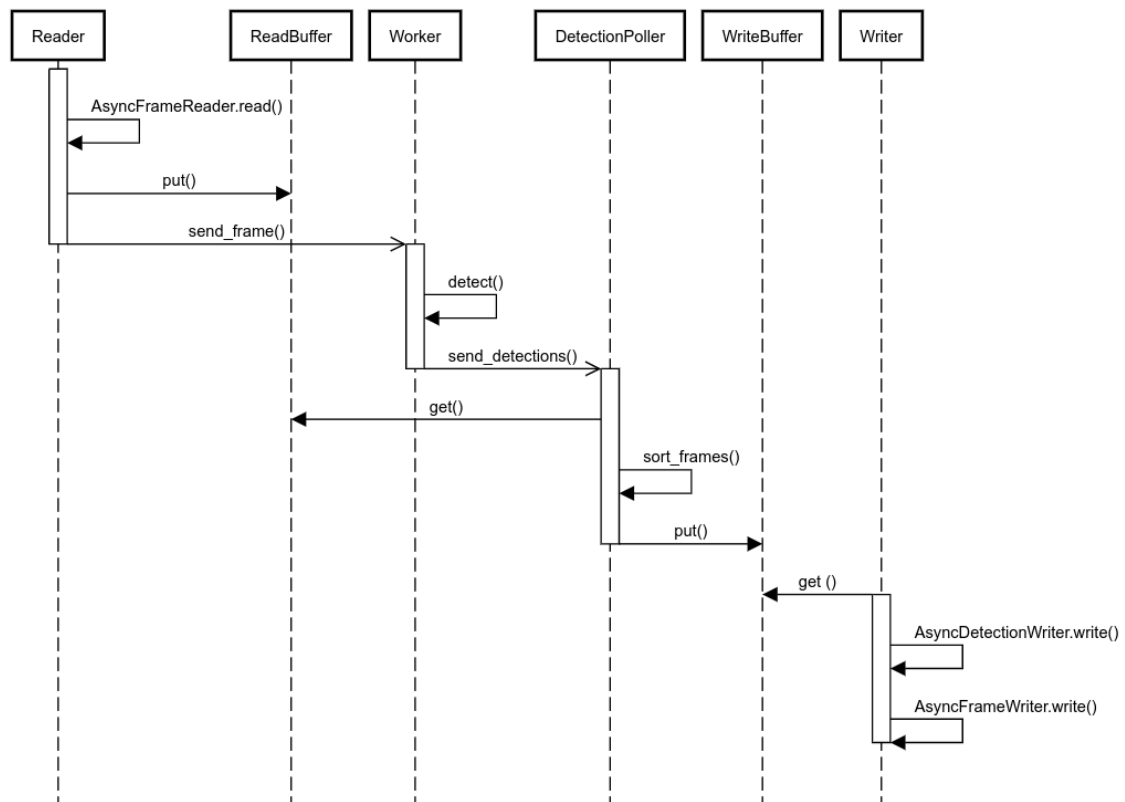 Reader
ReadBuffer
Worker
DetectionPoller
WriteBuffer
Writer
AsyncFrameReader.read()
put()
send_frame()
detect()
send_detections()
get()
sort_frames()
put()
get ()
AsyncDetectionWriter.write()
AsyncFrameWriter.write()